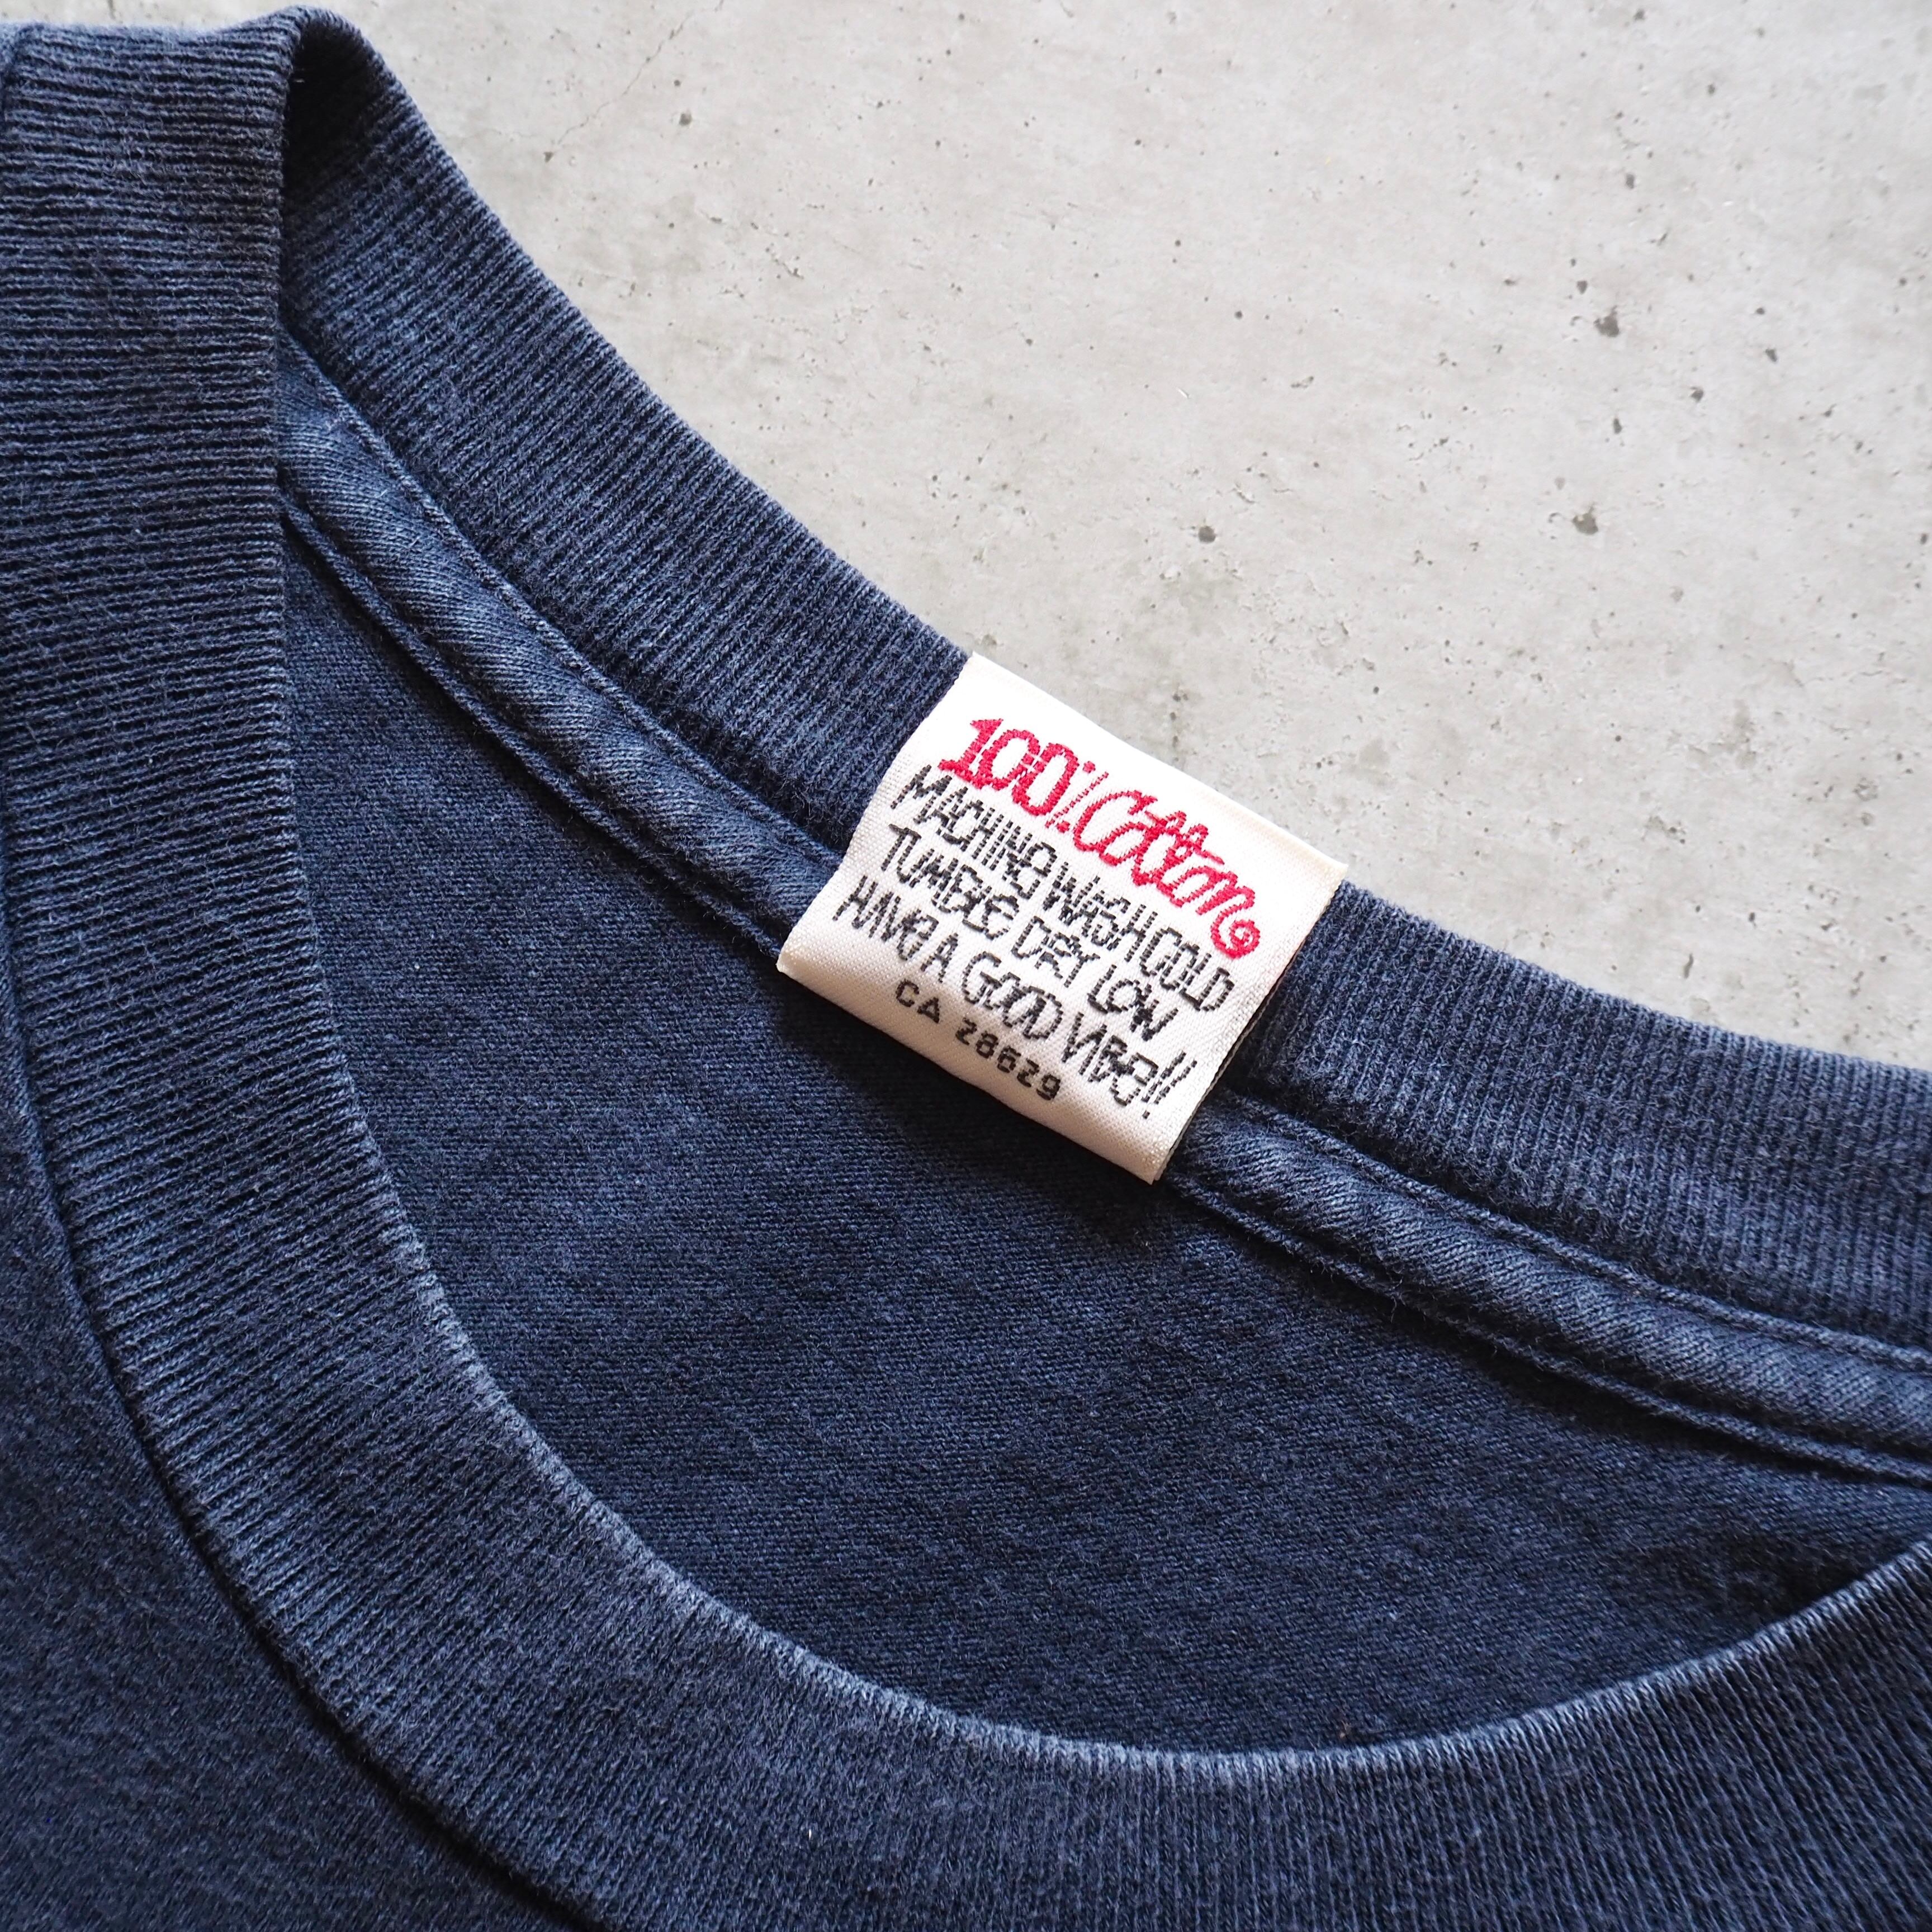 100% Cotton
MACHINE WASH COLD
TUMBLE DRY LOW
HAVE A GOOD VIBE!!
CA 28629